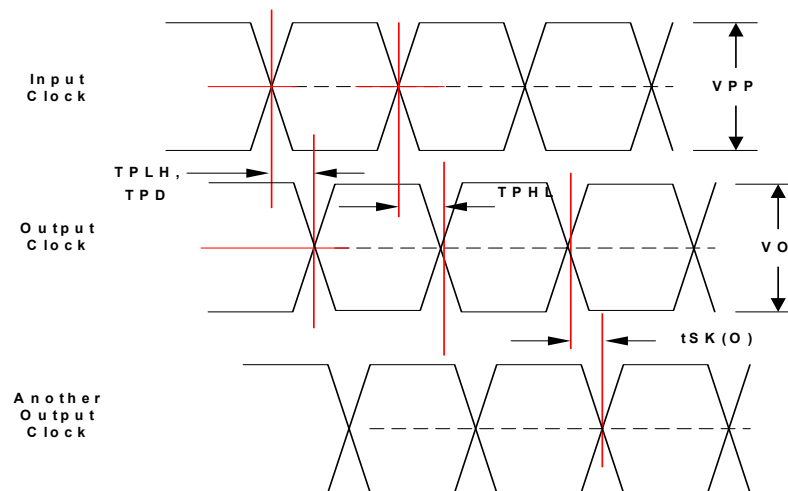 Input
Clock
VPP
TPLH,
TPD
TPHL
Output
Clock
VO
tSK(O)
Another
Output
Clock